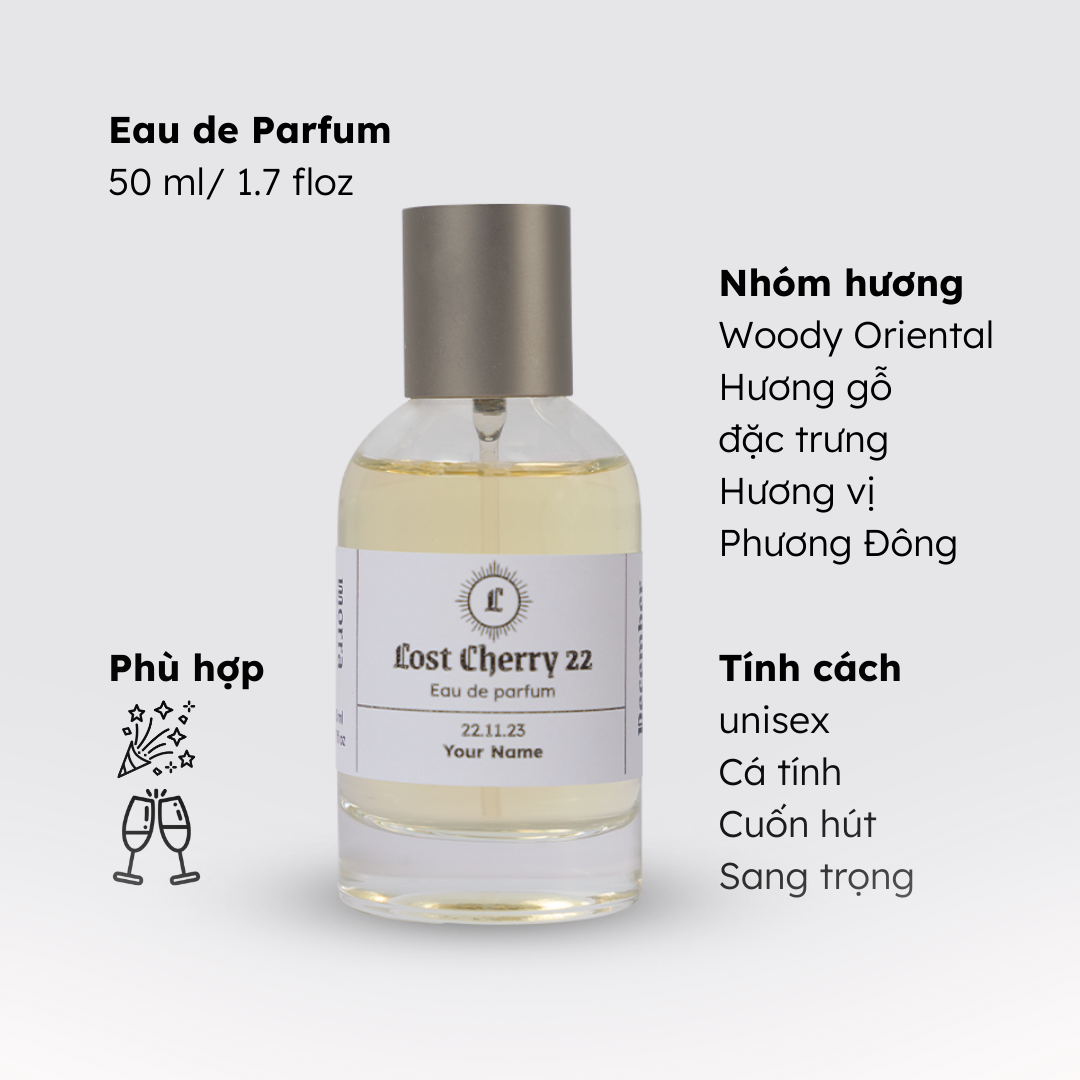 Eau de Parfum
50 ml/ 1.7 floz
Nhóm hương
Woody Oriental
Hương gỗ
đặc trưng
Hương vị
Phương Đông
L
Lost Cherry 22
Eau de parfum
22.11.23
Your Name
December
Phù hợp
Tính cách
unisex
Cá tính
Cuốn hút
Sang trọng